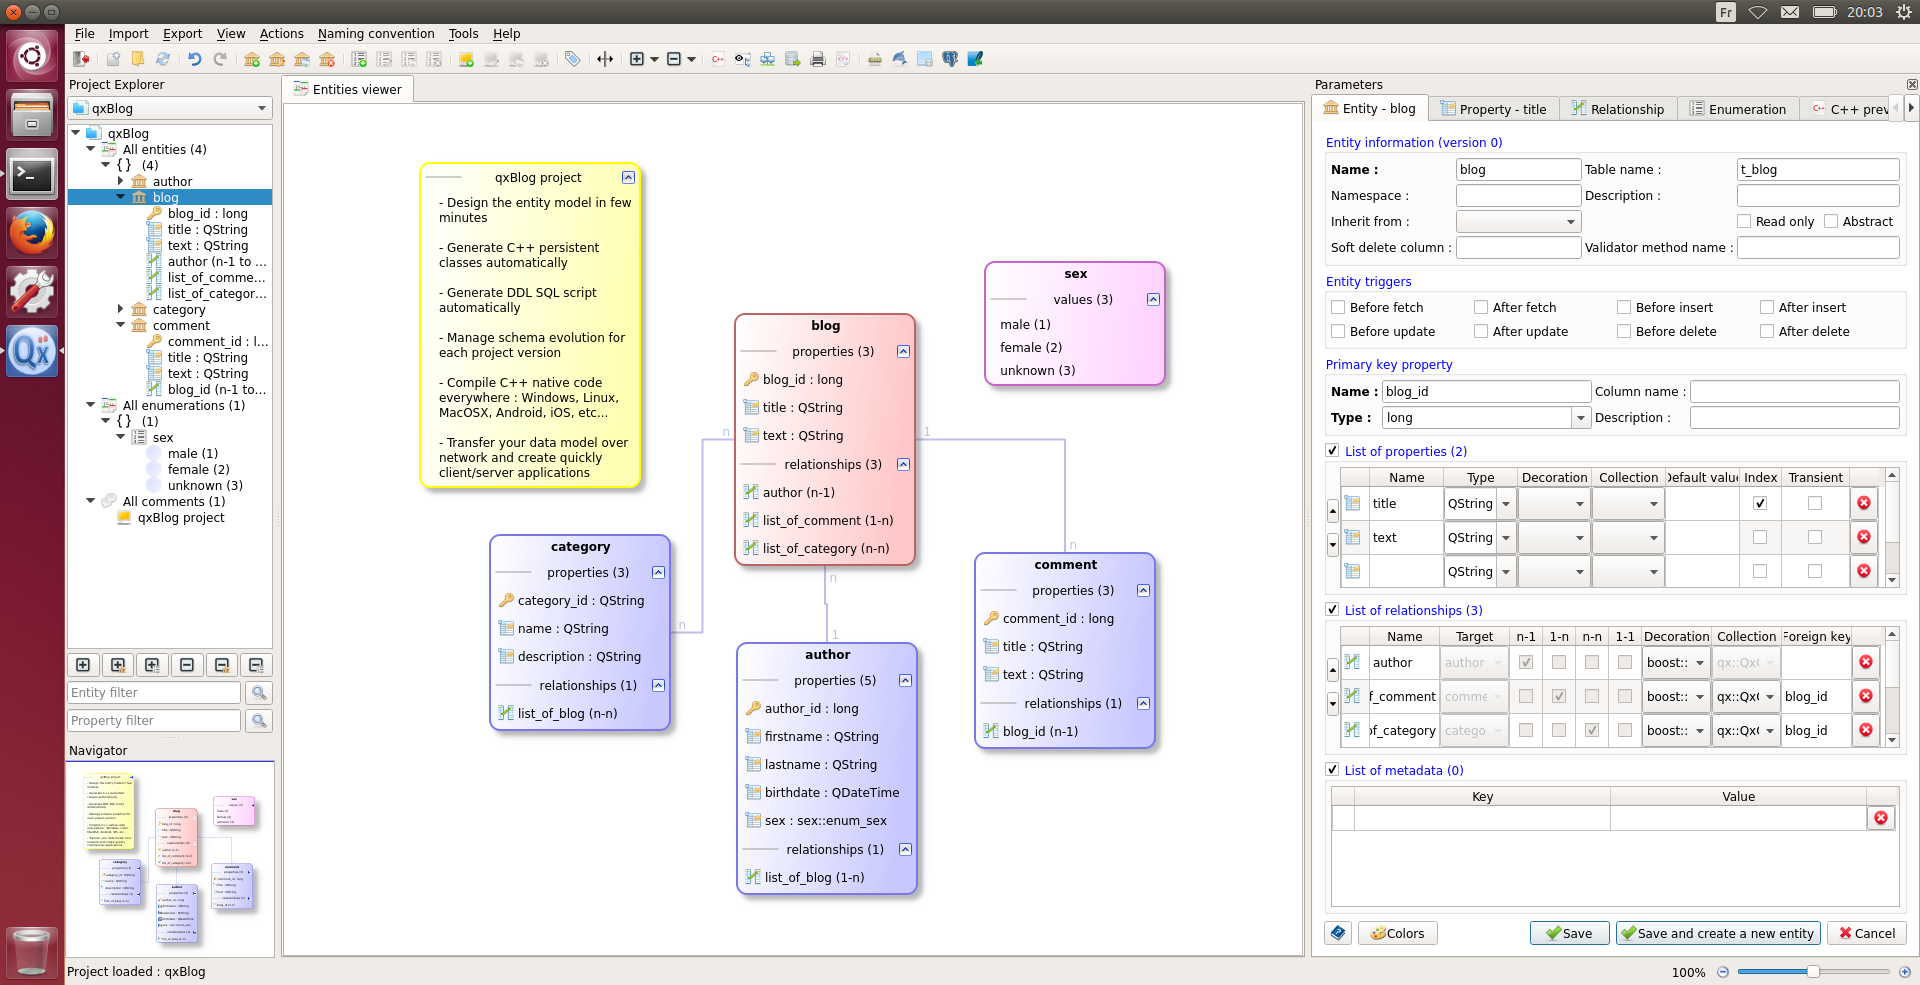 Fr
20:03
File Import Export View Actions Naming convention Tools Help
Project Explorer
qxBlog
qxBlog
All entities (4)
{} (4)
author
blog
blog_id : long
title : QString
text : QString
author (n-1 to ...
list_of_comme...
list_of_categor...
category
comment
comment_id : l...
title : QString
text : QString
blog_id (n-1 to...
All enumerations (1)
{} (1)
sex
male (1)
female (2)
unknown (3)
All comments (1)
qxBlog project
Entity filter
Property filter
Navigator
Project loaded : qxBlog
Entities viewer
qxBlog project
- Design the entity model in few
minutes
- Generate C++ persistent
classes automatically
- Generate DDL SQL script
automatically
- Manage schema evolution for
each project version
- Compile C++ native code
everywhere : Windows, Linux,
MacOSX, Android, iOS, etc...
- Transfer your data model over
network and create quickly
client/server applications
sex
values (3)
male (1)
female (2)
unknown (3)
blog
properties (3)
blog_id : long
title : QString
text : QString
relationships (3)
author (n-1)
list_of_comment (1-n)
list_of_category (n-n)
n
1
n
n
n
1
category
properties (3)
category_id : QString
name : QString
description : QString
relationships (1)
list_of_blog (n-n)
comment
properties (3)
comment_id : long
title : QString
text : QString
relationships (1)
blog_id (n-1)
author
properties (5)
author_id : long
firstname : QString
lastname : QString
birthdate : QDateTime
sex : sex::enum_sex
relationships (1)
list_of_blog (1-n)
Parameters
Entity - blog Property - title Relationship Enumeration C++ prev
Entity information (version 0)
Name : blog Table name : t_blog
Namespace : Description :
Inherit from : Read only Abstract
Soft delete column : Validator method name :
Entity triggers
Before fetch After fetch Before insert After insert
Before update After update Before delete After delete
Primary key property
Name : blog_id Column name :
Type : long Description :
List of properties (2)
Name Type Decoration Collection Default value Index Transient
title QString
text QString
QString
List of relationships (3)
Name Target n-1 1-n n-n 1-1 Decoration Collection Foreign key
author author boost:: qx::Qx(
f_comment comme boost:: qx::Qx( blog_id
of_category catego boost:: qx::Qx( blog_id
List of metadata (0)
Key Value
Colors Save Save and create a new entity Cancel
100%